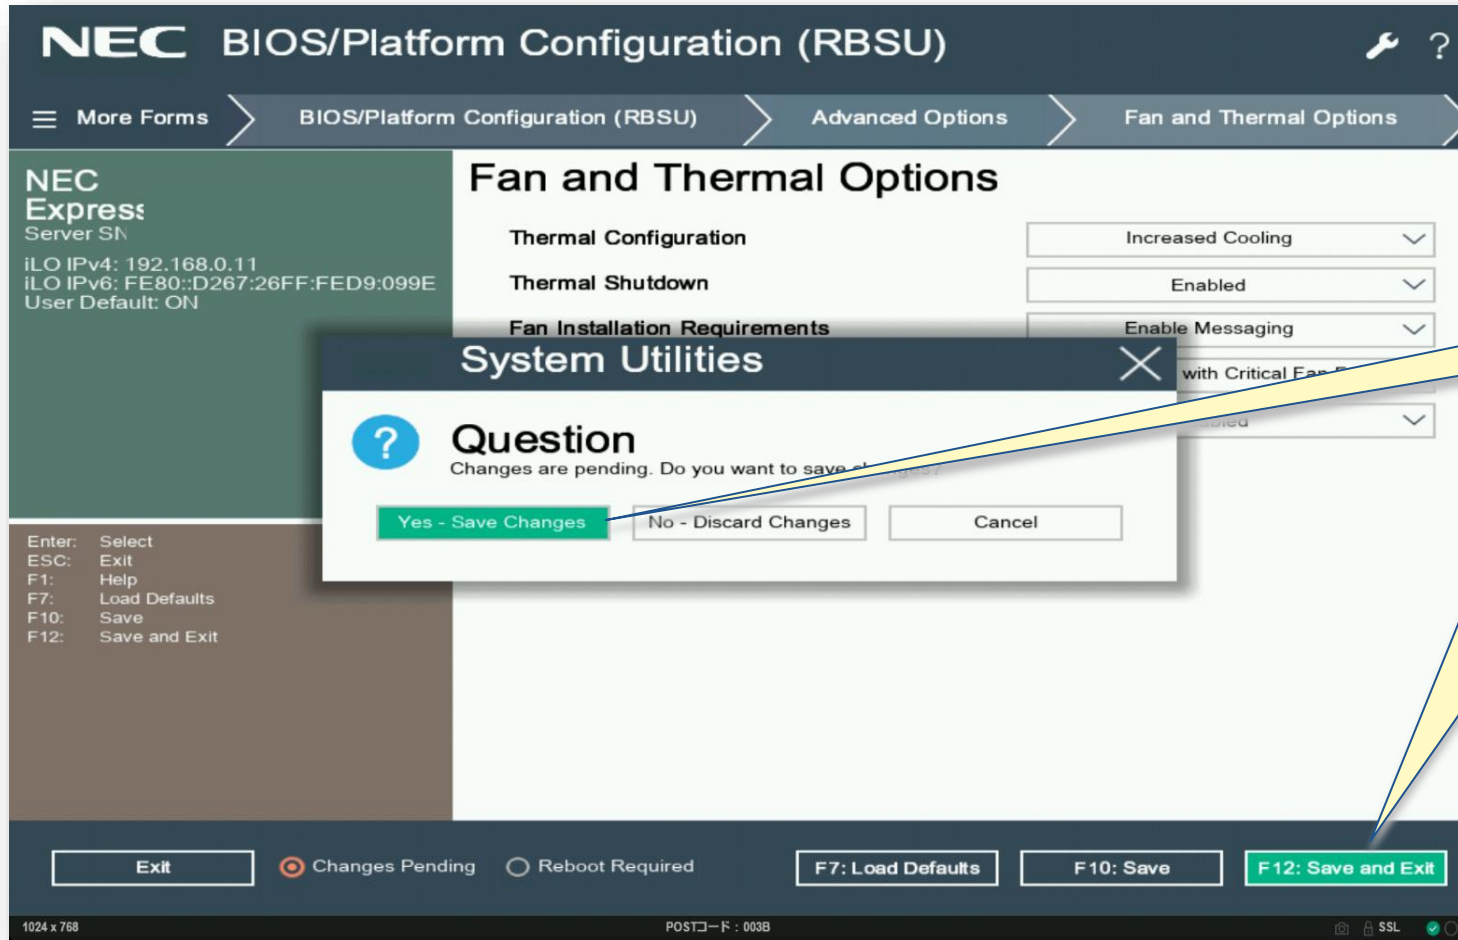 NEC BIOS/Platform Configuration (RBSU) ?
More Forms BIOS/Platform Configuration (RBSU) Advanced Options Fan and Thermal Options
NEC
Express
Server SN
iLO IPv4: 192.168.0.11
iLO IPv6: FE80::D267:26FF:FED9:099E
User Default: ON
Fan and Thermal Options
Thermal Configuration Increased Cooling
Thermal Shutdown Enabled
Fan Installation Requirements Enable Messaging
with Critical Fan
System Utilities
?
Question
Changes are pending. Do you want to save changes?
Yes - Save Changes No - Discard Changes Cancel
Enter: Select
ESC: Exit
F1: Help
F7: Load Defaults
F10: Save
F12: Save and Exit
Exit Changes Pending Reboot Required F7: Load Defaults F10: Save F12: Save and Exit
1024 x 768 POSTコード : 003B SSL